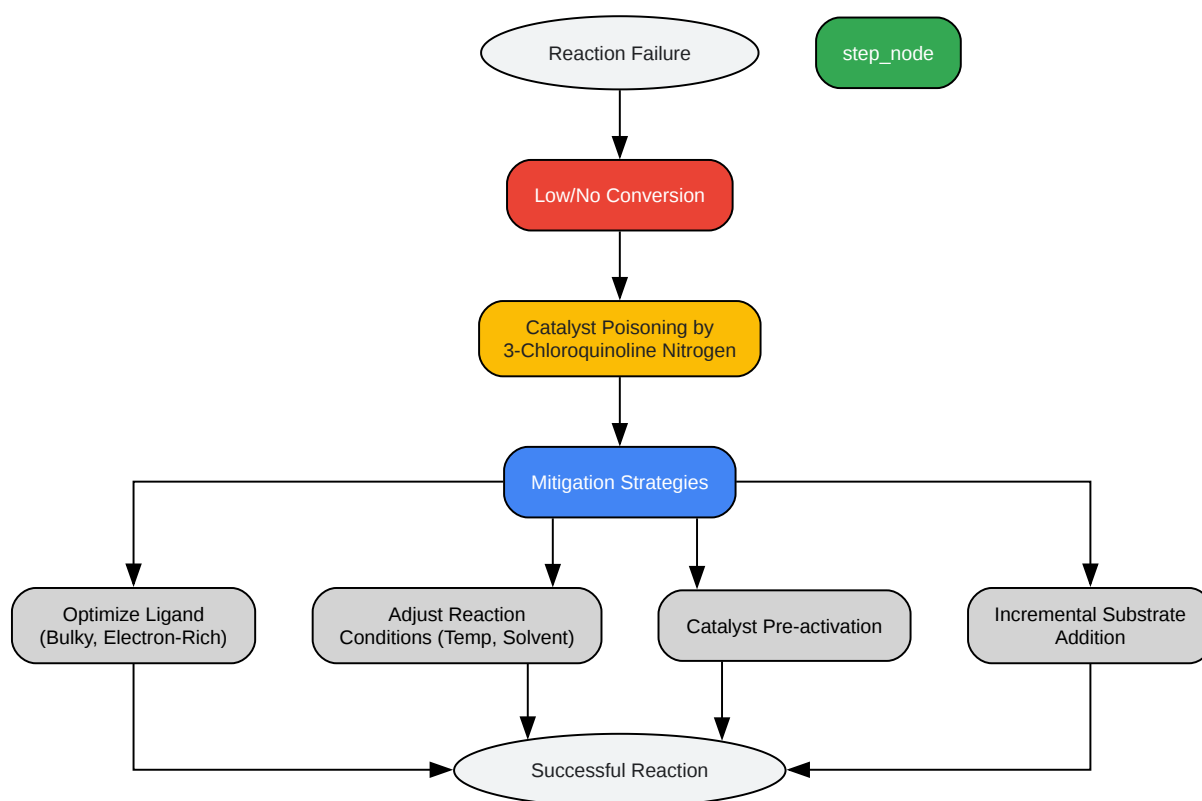 Reaction Failure
step_node
Low/No Conversion
Catalyst Poisoning by
3-Chloroquinoline Nitrogen
Mitigation Strategies
Optimize Ligand
(Bulky, Electron-Rich)
Adjust Reaction
Conditions (Temp, Solvent)
Catalyst Pre-activation
Incremental Substrate
Addition
Successful Reaction